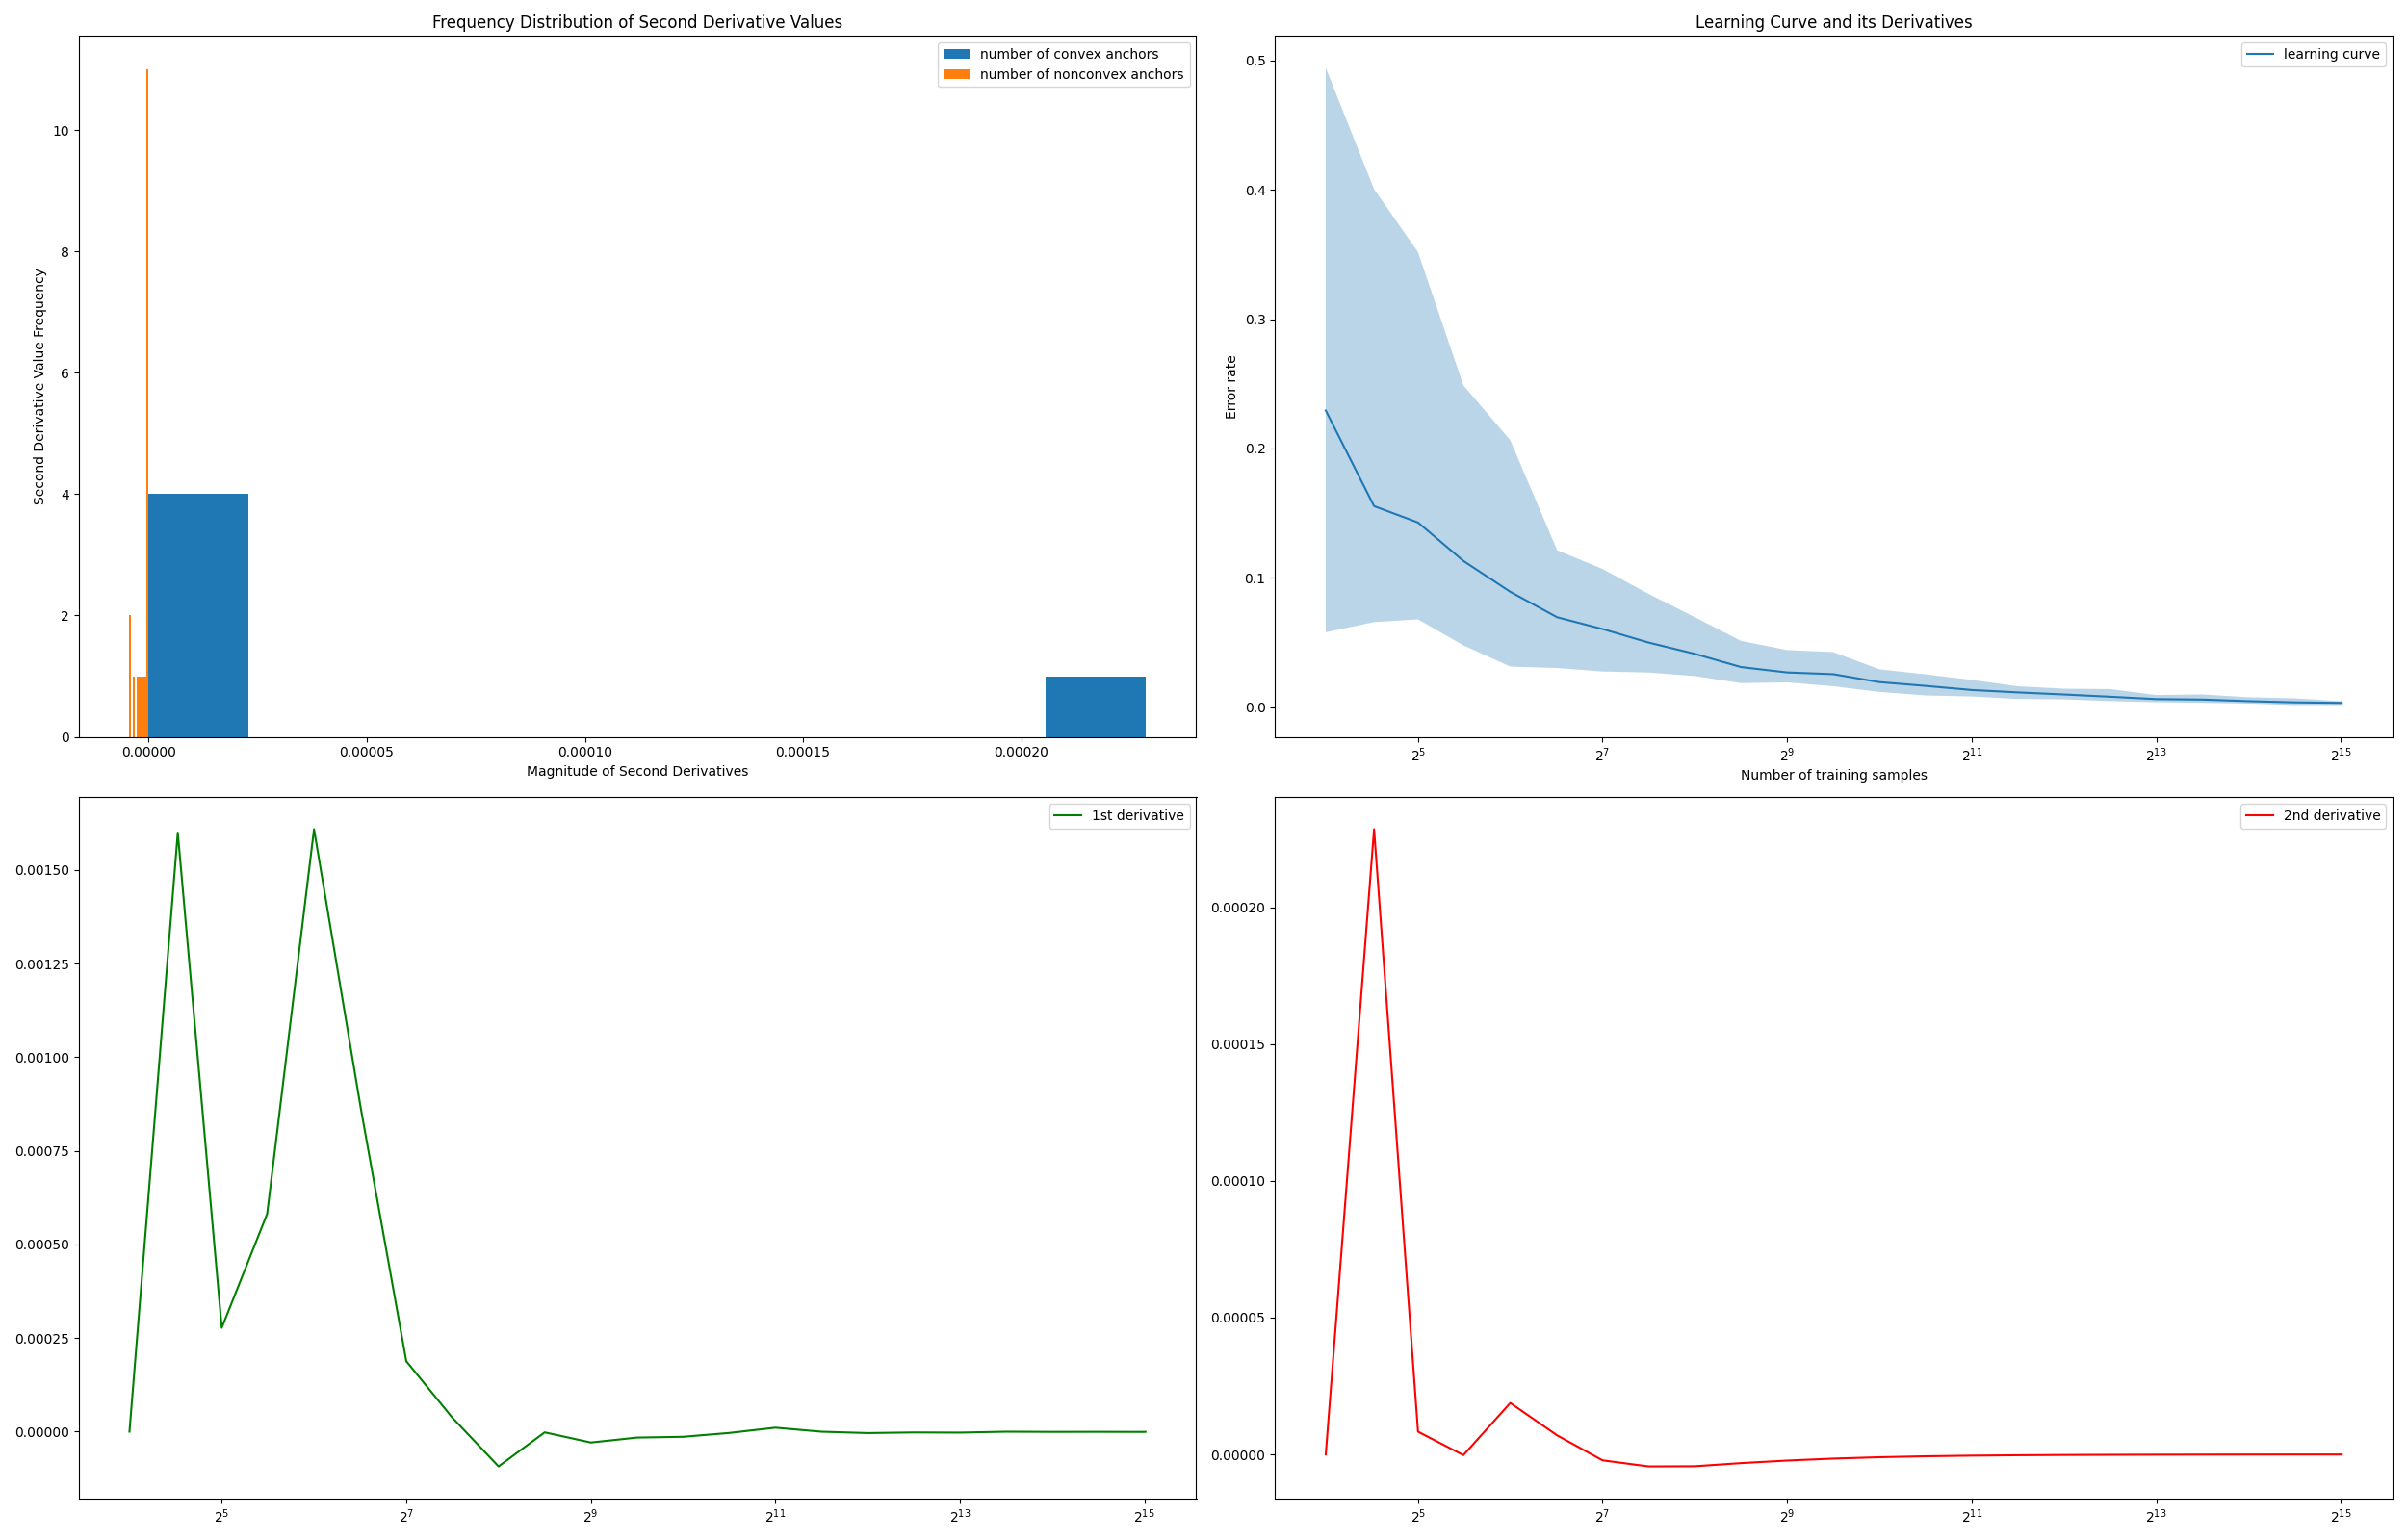 Frequency Distribution of Second Derivative Values
number of convex anchors
number of nonconvex anchors
Second Derivative Value Frequency
10
8
6
4
2
0
0.00000 0.00005 0.00010 0.00015 0.00020
Magnitude of Second Derivatives
Learning Curve and its Derivatives
learning curve
Error rate
0.5
0.4
0.3
0.2
0.1
0.0
2^5 2^7 2^9 2^11 2^13 2^15
Number of training samples
1st derivative
0.00150
0.00125
0.00100
0.00075
0.00050
0.00025
0.00000
2^5 2^7 2^9 2^11 2^13 2^15
2nd derivative
0.00020
0.00015
0.00010
0.00005
0.00000
2^5 2^7 2^9 2^11 2^13 2^15